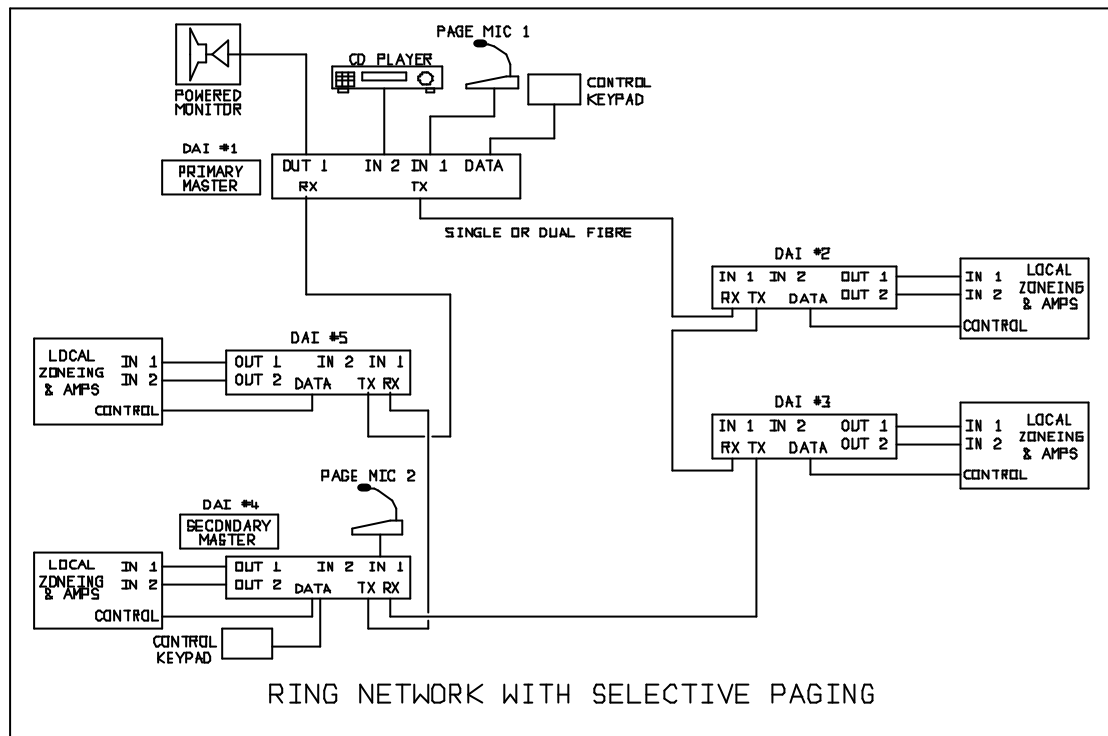 PAGE MIC 1
CD PLAYER
CONTROL
KEYPAD
POWERED
MONITOR
DAI #1
PRIMARY
MASTER
OUT 1 IN 2 IN 1 DATA
RX TX
SINGLE OR DUAL FIBRE
DAI #2
IN 1 IN 2 OUT 1
RX TX DATA OUT 2
IN 1 LOCAL
IN 2 ZONEING
& AMPS
CONTROL
DAI #5
LOCAL IN 1
ZONEING IN 2
& AMPS
CONTROL
OUT 1 IN 2 IN 1
OUT 2 DATA TX RX
DAI #3
IN 1 IN 2 OUT 1
RX TX DATA OUT 2
IN 1 LOCAL
IN 2 ZONEING
& AMPS
CONTROL
PAGE MIC 2
DAI #4
SECONDARY
MASTER
LOCAL IN 1
ZONEING IN 2
& AMPS
CONTROL
OUT 1 IN 2 IN 1
OUT 2 DATA TX RX
CONTROL
KEYPAD
RING NETWORK WITH SELECTIVE PAGING